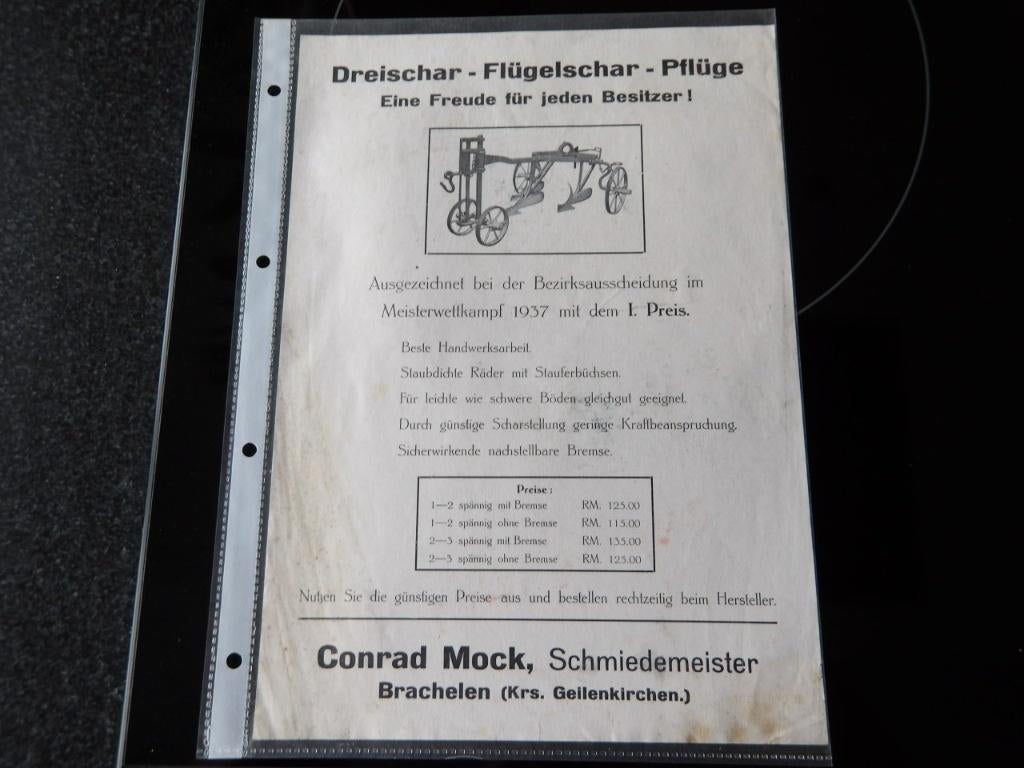 Dreischar - Flügelschar - Pflüge
Eine Freude für jeden Besitzer!
Ausgezeichnet bei der Bezirksausscheidung im
Meisterwettkampf 1937 mit dem I. Preis.
Beste Handwerksarbeit.
Staubdichte Räder mit Stauferbüchsen.
Für leichte wie schwere Böden gleichgut geeignet.
Durch günstige Scharstellung geringe Kraftbeanspruchung.
Sicherwirkende nachstellbare Bremse.
Preise:
1—2 spännig mit Bremse RM. 125.00
1—2 spännig ohne Bremse RM. 115.00
2—3 spännig mit Bremse RM. 135.00
2—3 spännig ohne Bremse RM. 125.00
Nutzen Sie die günstigen Preise aus und bestellen rechtzeitig beim Hersteller.
Conrad Mock, Schmiedemeister
Brachelen (Krs. Geilenkirchen.)